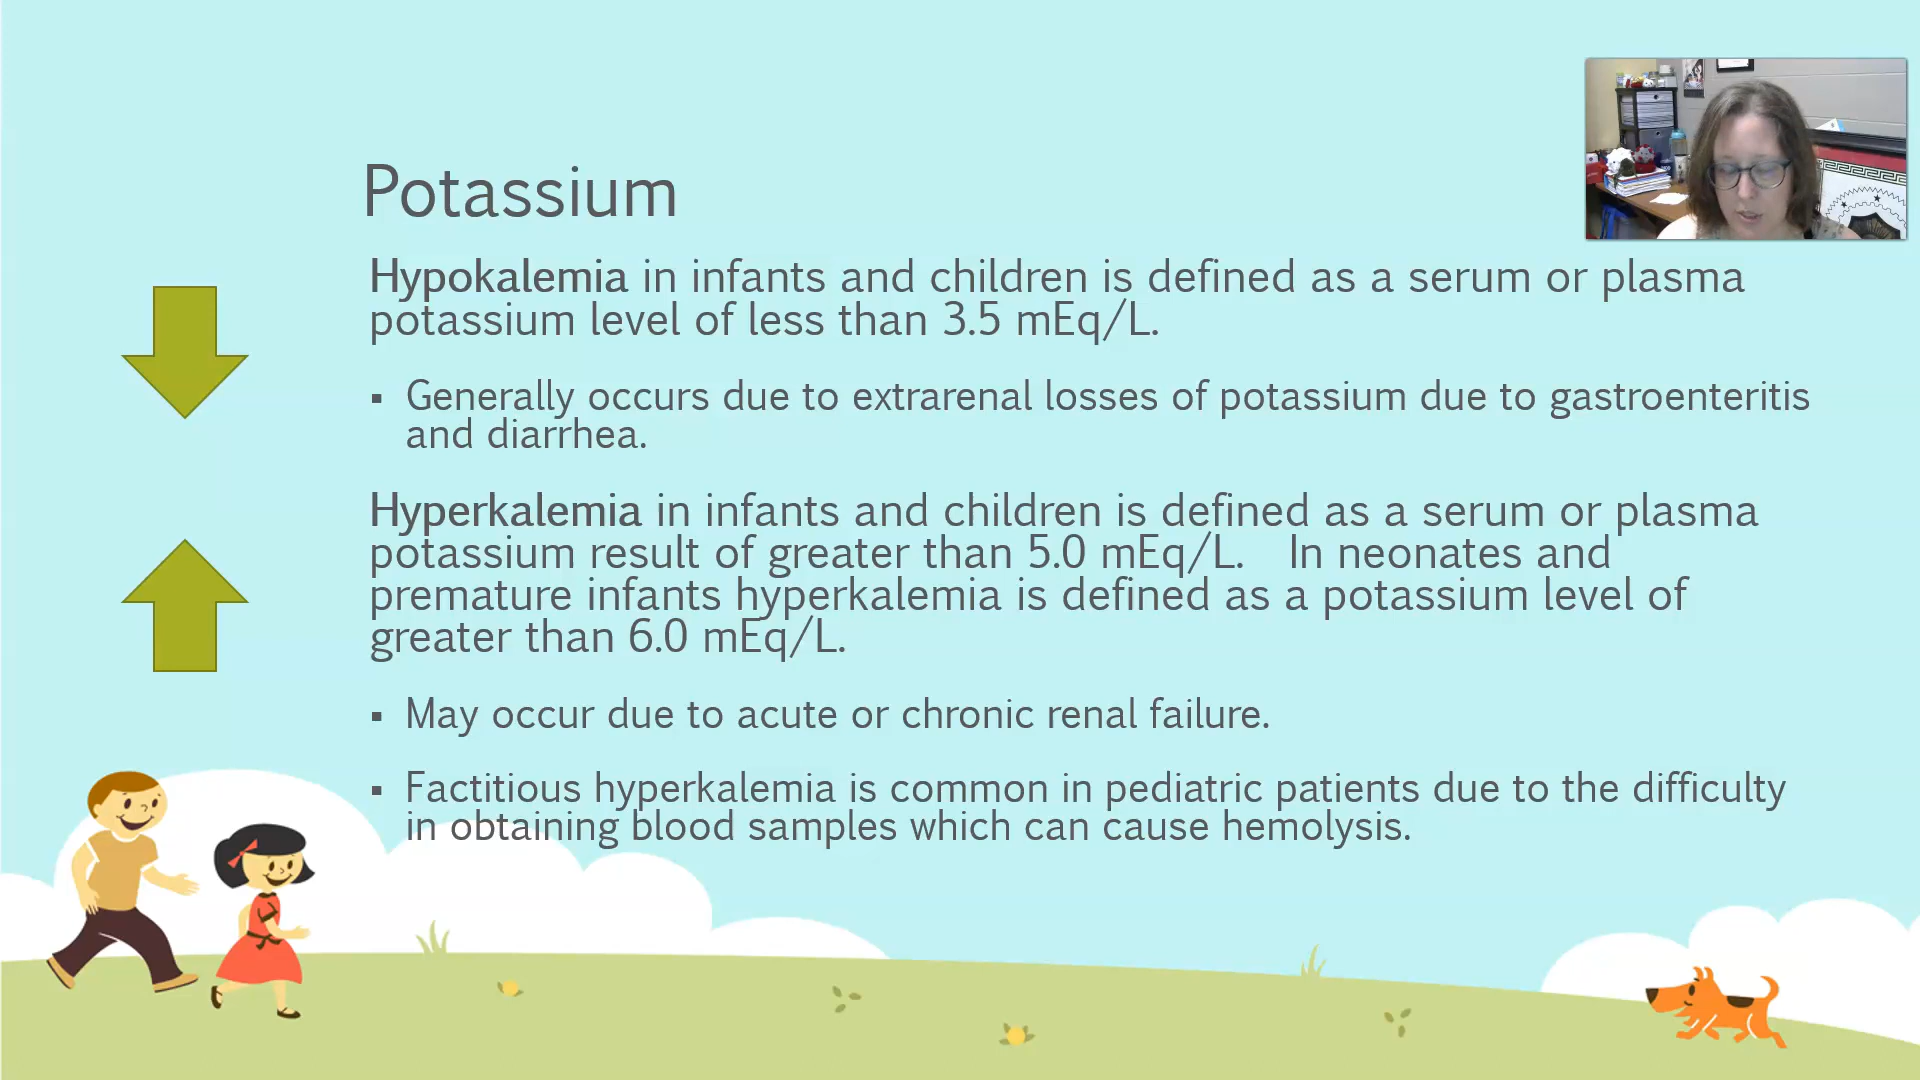 Potassium
Hypokalemia in infants and children is defined as a serum or plasma
potassium level of less than 3.5 mEq/L.
▪ Generally occurs due to extrarenal losses of potassium due to gastroenteritis
and diarrhea.
Hyperkalemia in infants and children is defined as a serum or plasma
potassium result of greater than 5.0 mEq/L. In neonates and
premature infants hyperkalemia is defined as a potassium level of
greater than 6.0 mEq/L.
▪ May occur due to acute or chronic renal failure.
▪ Factitious hyperkalemia is common in pediatric patients due to the difficulty
in obtaining blood samples which can cause hemolysis.